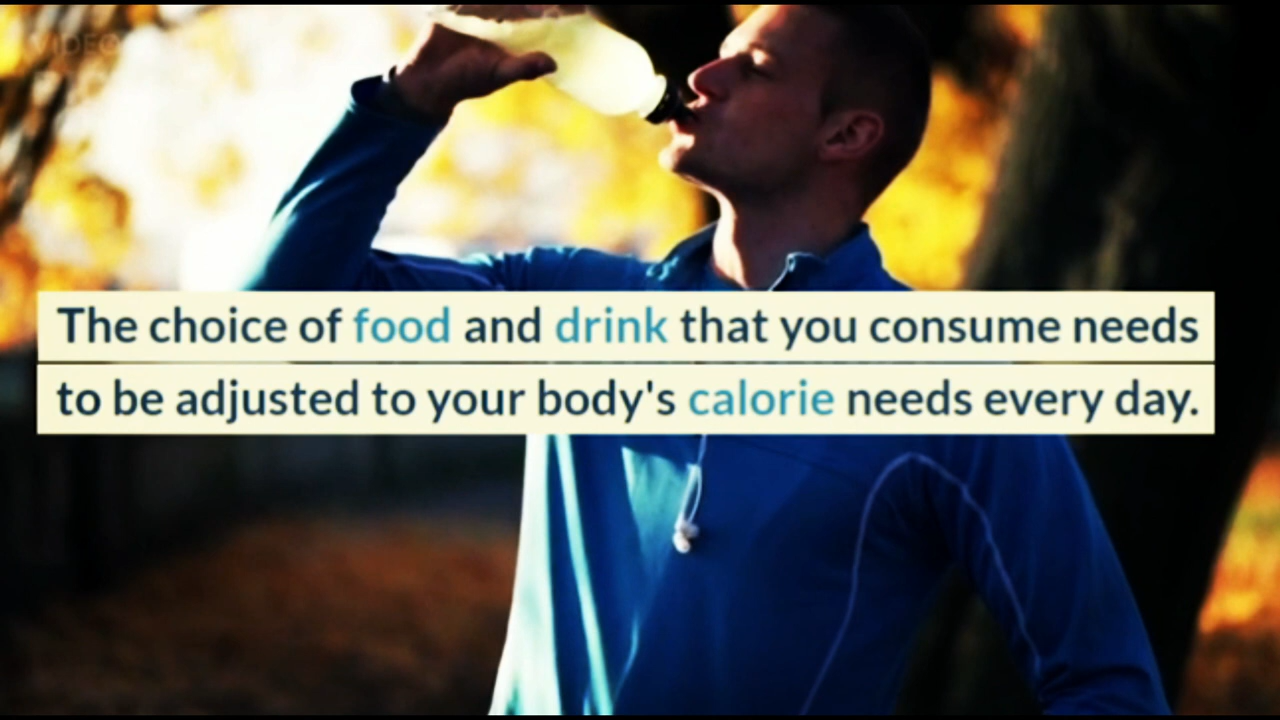 VIDEO
The choice of food and drink that you consume needs
to be adjusted to your body's calorie needs every day.